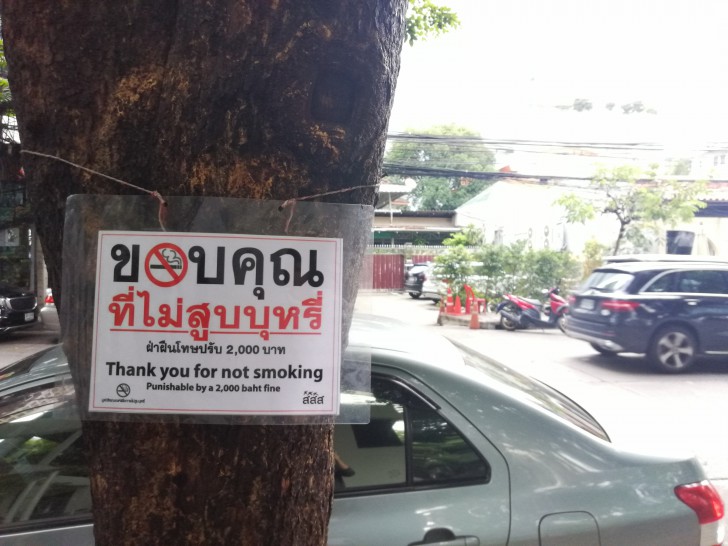 ขอบคุณ
ที่ไม่สูบบุหรี่
ฝ่าฝืนโทษปรับ 2,000 บาท
Thank you for not smoking
Punishable by a 2,000 baht fine
สสส